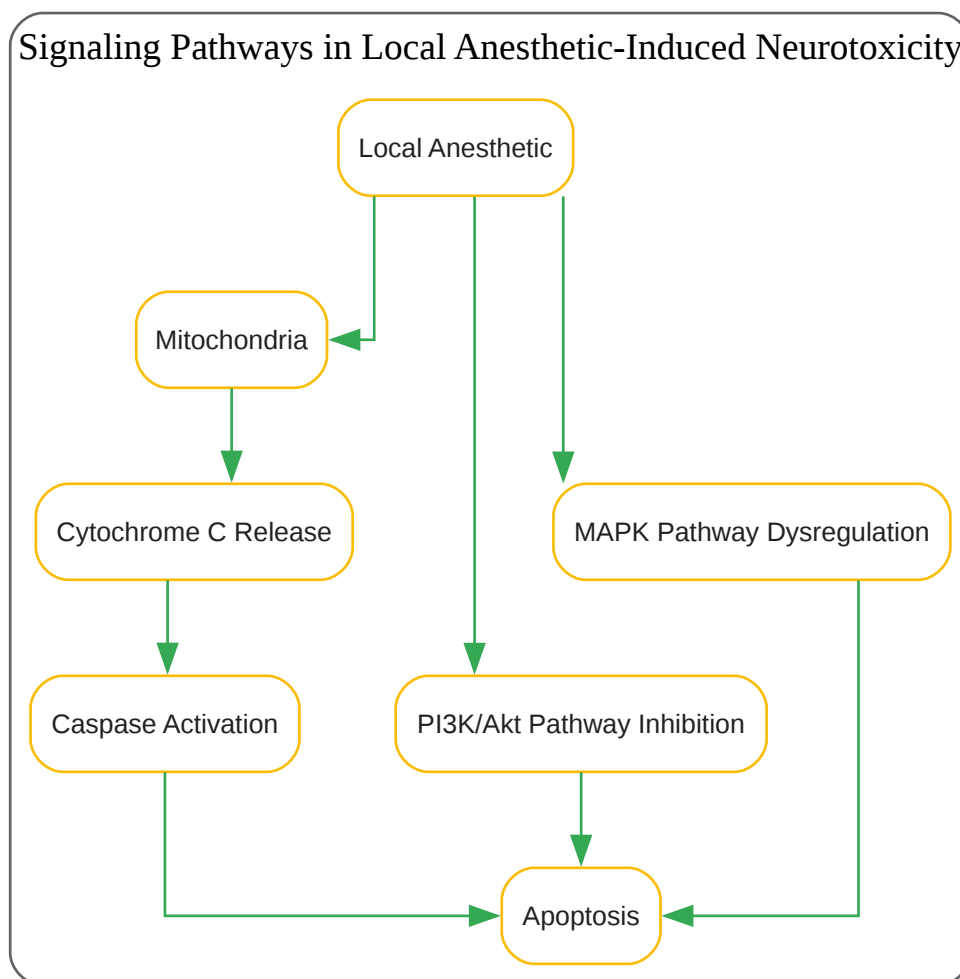 Signaling Pathways in Local Anesthetic-Induced Neurotoxicity
Local Anesthetic
Mitochondria
Cytochrome C Release
MAPK Pathway Dysregulation
Caspase Activation
PI3K/Akt Pathway Inhibition
Apoptosis